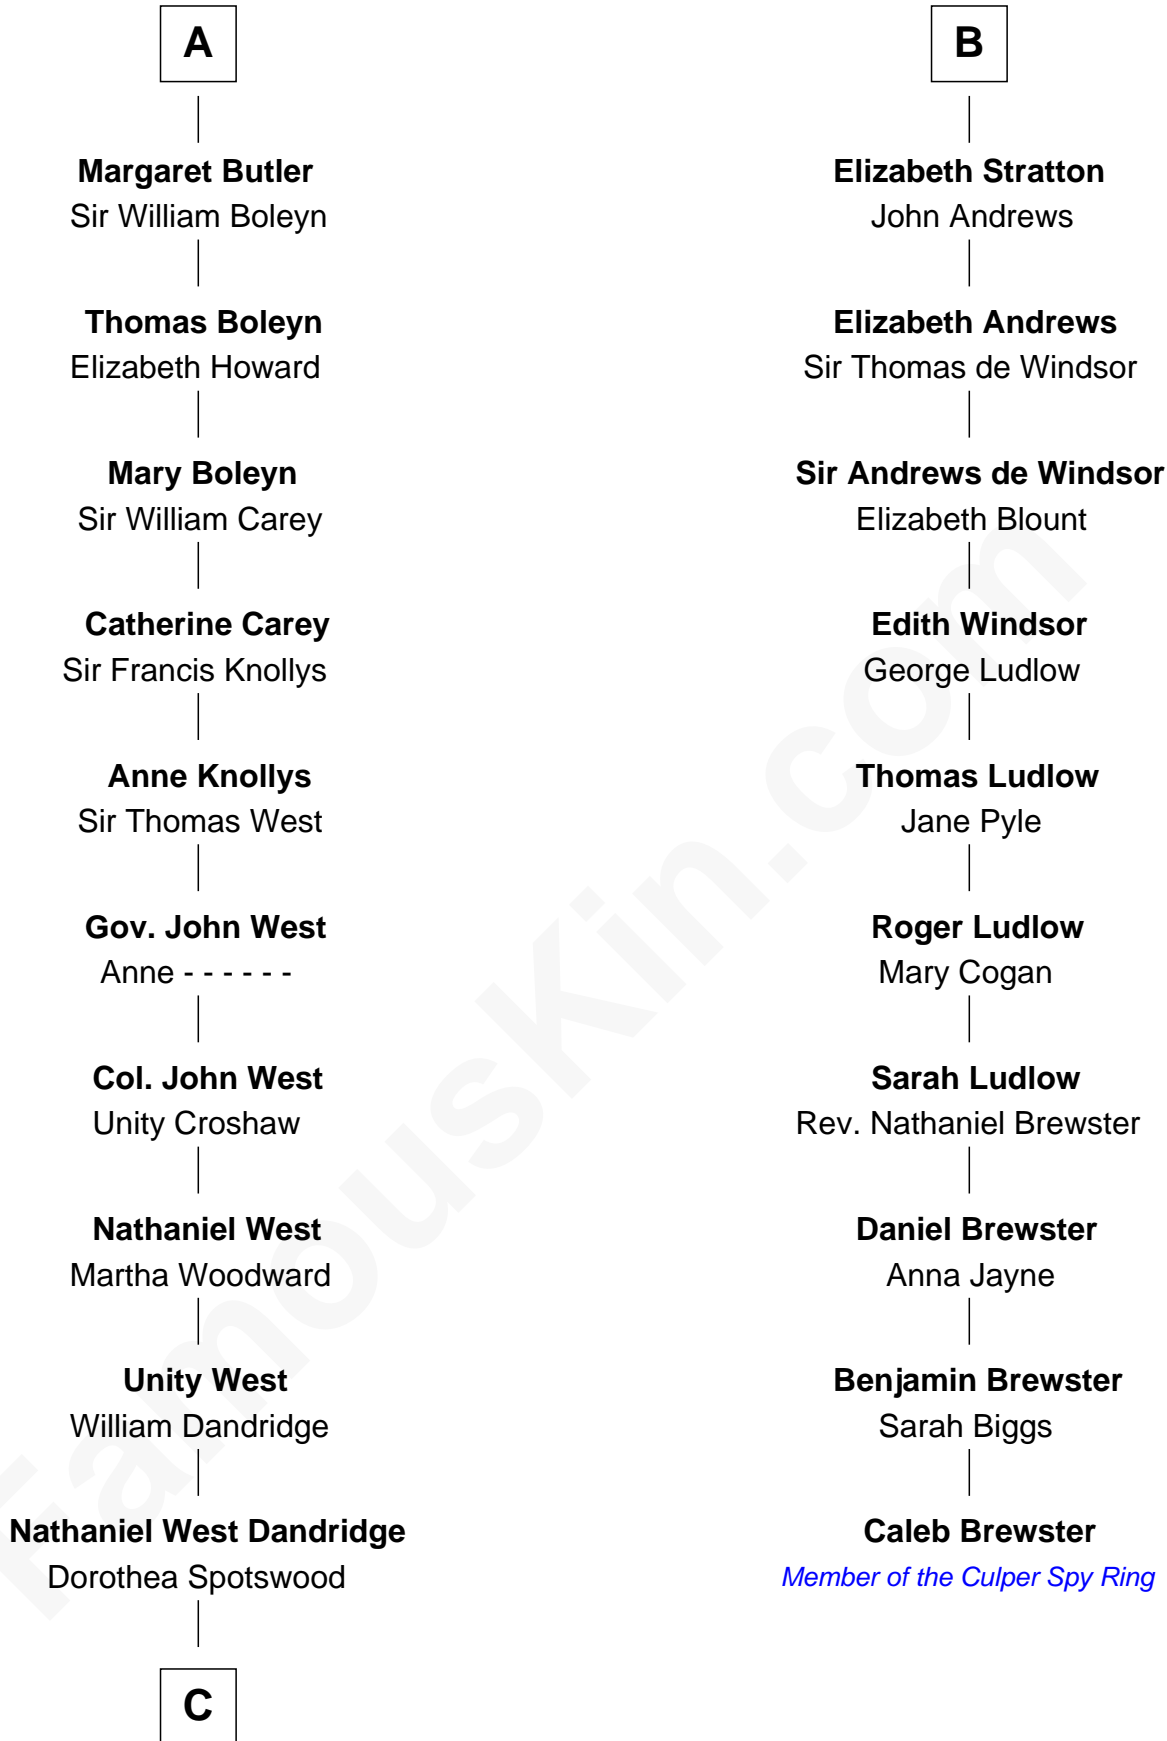 A
Margaret Butler
Sir William Boleyn
Thomas Boleyn
Elizabeth Howard
Mary Boleyn
Sir William Carey
Catherine Carey
Sir Francis Knollys
Anne Knollys
Sir Thomas West
Gov. John West
Anne - - - - - -
Col. John West
Unity Croshaw
Nathaniel West
Martha Woodward
Unity West
William Dandridge
Nathaniel West Dandridge
Dorothea Spotswood
C
B
Elizabeth Stratton
John Andrews
Elizabeth Andrews
Sir Thomas de Windsor
Sir Andrews de Windsor
Elizabeth Blount
Edith Windsor
George Ludlow
Thomas Ludlow
Jane Pyle
Roger Ludlow
Mary Cogan
Sarah Ludlow
Rev. Nathaniel Brewster
Daniel Brewster
Anna Jayne
Benjamin Brewster
Sarah Biggs
Caleb Brewster
Member of the Culper Spy Ring
FamousKin.com